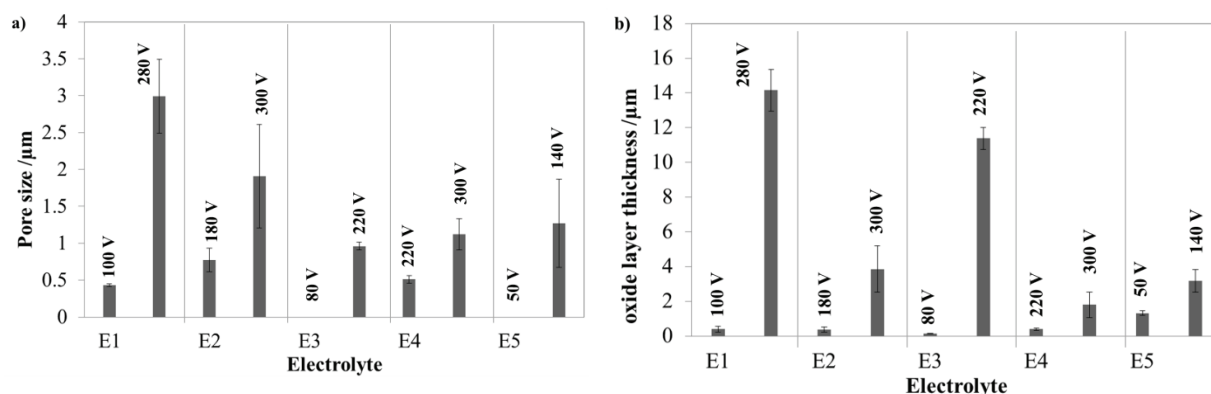 a)
Pore size /µm
4
3.5
3
2.5
2
1.5
1
0.5
0
100 V
280 V
180 V
300 V
80 V
220 V
220 V
300 V
50 V
140 V
E1 E2 E3 E4 E5
Electrolyte
b)
oxide layer thickness /µm
18
16
14
12
10
8
6
4
2
0
100 V
280 V
180 V
300 V
80 V
220 V
220 V
300 V
50 V
140 V
E1 E2 E3 E4 E5
Electrolyte